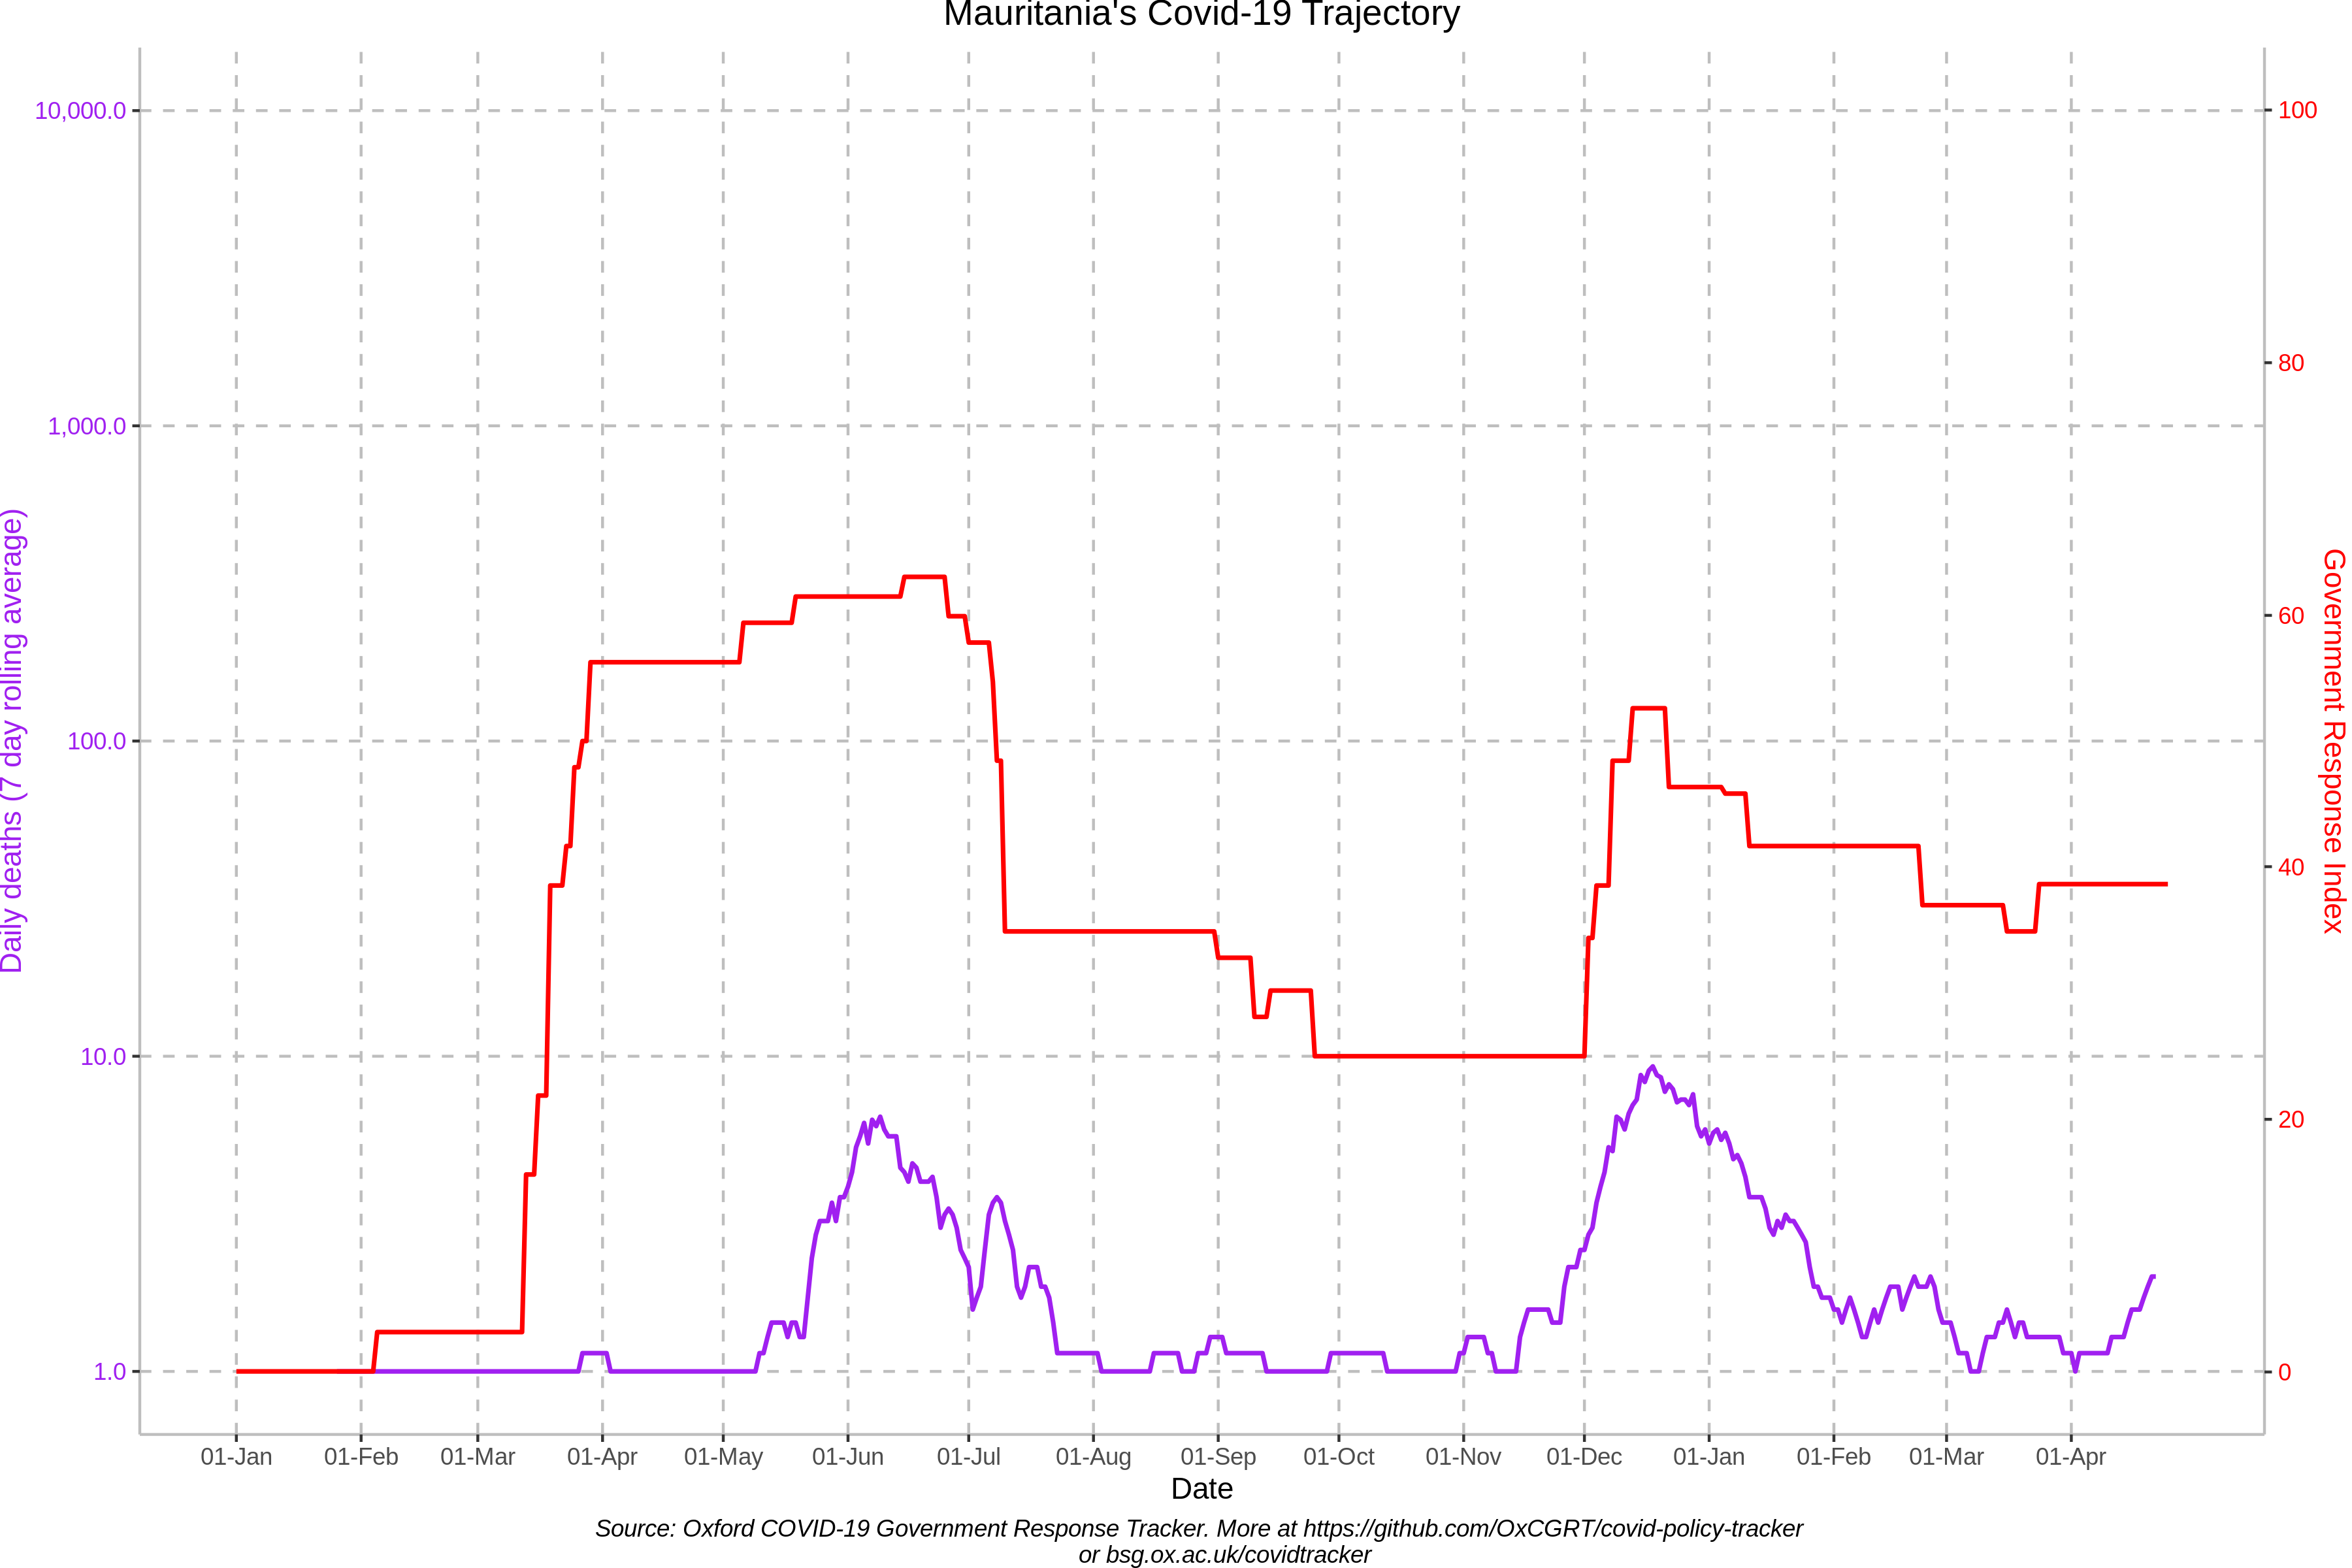 Mauritania's Covid-19 Trajectory
10,000.0
1,000.0
100.0
10.0
1.0
Daily deaths (7 day rolling average)
100
80
60
40
20
0
Government Response Index
01-Jan 01-Feb 01-Mar 01-Apr 01-May 01-Jun 01-Jul 01-Aug 01-Sep 01-Oct 01-Nov 01-Dec 01-Jan 01-Feb 01-Mar 01-Apr
Date
Source: Oxford COVID-19 Government Response Tracker. More at https://github.com/OxCGRT/covid-policy-tracker
or bsg.ox.ac.uk/covidtracker